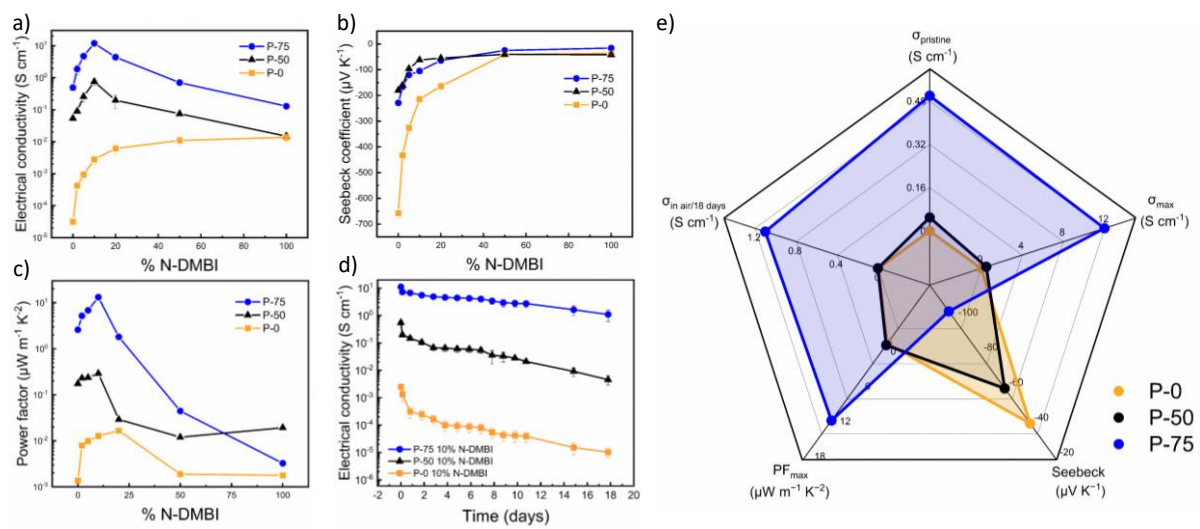 a)
Electrical conductivity (S cm⁻¹)
10²
10¹
10⁰
10⁻¹
10⁻²
10⁻³
10⁻⁴
10⁻⁵
0 20 40 60 80 100
% N-DMBI
P-75
P-50
P-0
b)
Seebeck coefficient (µV K⁻¹)
0
-100
-200
-300
-400
-500
-600
-700
0 20 40 60 80 100
% N-DMBI
P-75
P-50
P-0
c)
Power factor (µW m⁻¹ K⁻²)
10²
10¹
10⁰
10⁻¹
10⁻²
10⁻³
0 25 50 75 100
% N-DMBI
P-75
P-50
P-0
d)
Electrical conductivity (S cm⁻¹)
10²
10¹
10⁰
10⁻¹
10⁻²
10⁻³
10⁻⁴
10⁻⁵
10⁻⁶
-2 0 2 4 6 8 10 12 14 16 18 20
Time (days)
P-75 10% N-DMBI
P-50 10% N-DMBI
P-0 10% N-DMBI
e)
σpristine
(S cm⁻¹)
0.48
0.32
0.16
0
σmax
(S cm⁻¹)
12
8
4
0
Seebeck
(µV K⁻¹)
-100
-80
-60
-40
-20
PFmax
(µW m⁻¹ K⁻²)
0
6
12
18
σin air/18 days
(S cm⁻¹)
1.2
0.8
0.4
0
P-0
P-50
P-75